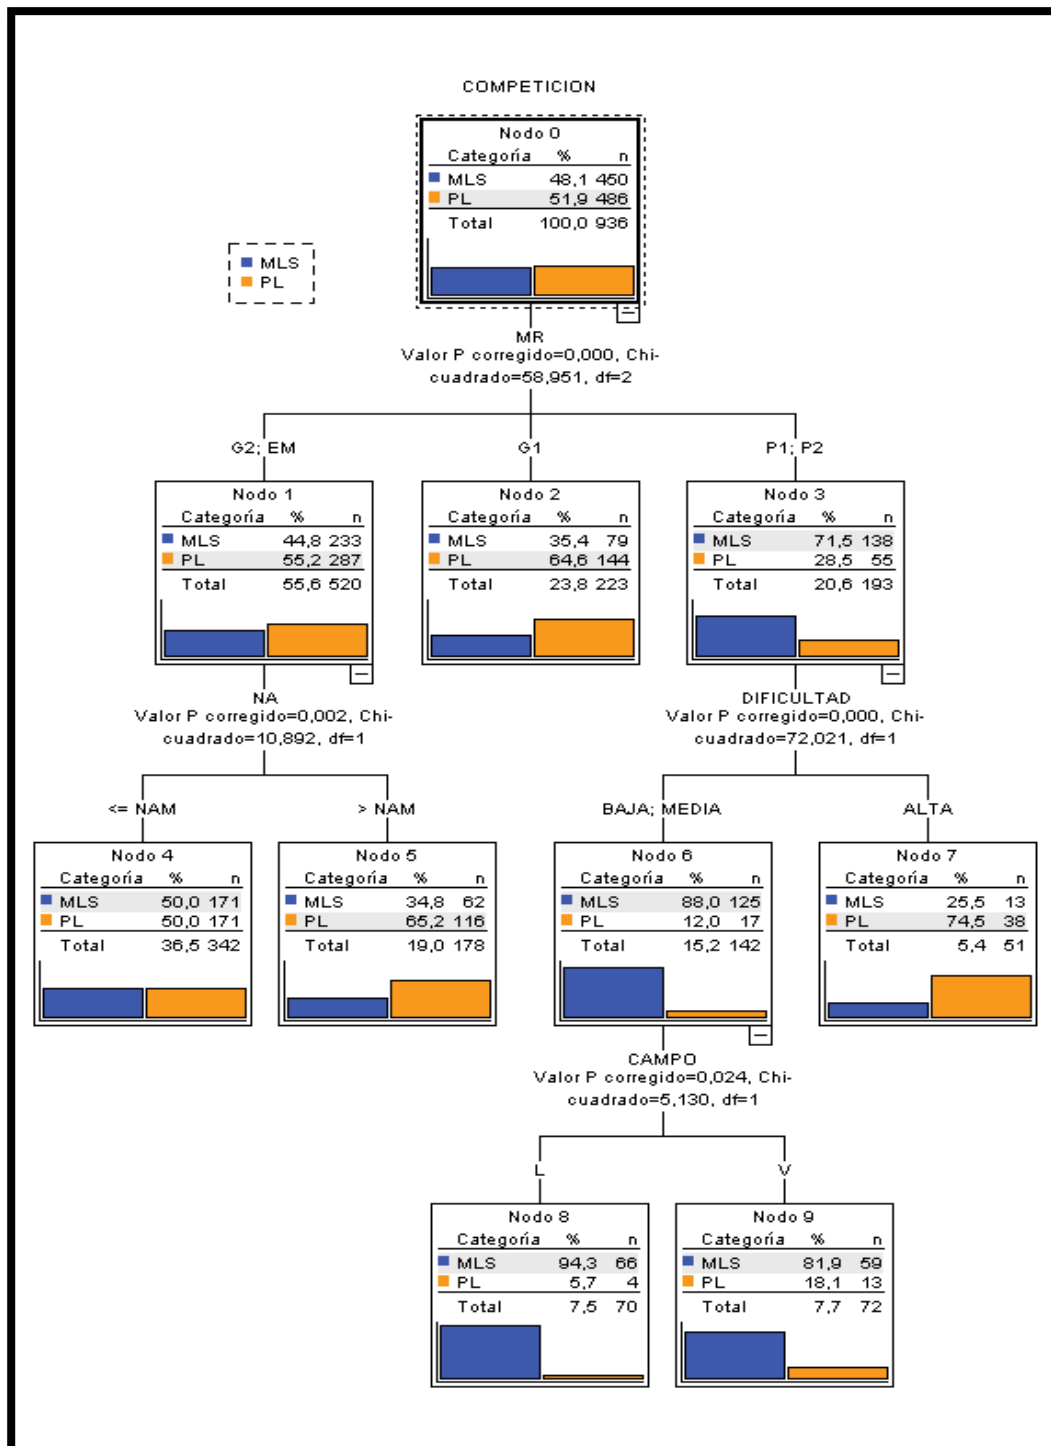 COMPETICION
Nodo 0
Categoría % n
MLS 48,1 450
PL 51,9 486
Total 100,0 936
MLS
PL
MR
Valor P corregido=0,000, Chi-
cuadrado=58,951, df=2
G2; EM
G1
P1; P2
Nodo 1
Categoría % n
MLS 44,8 233
PL 55,2 287
Total 55,6 520
Nodo 2
Categoría % n
MLS 35,4 79
PL 64,6 144
Total 23,8 223
Nodo 3
Categoría % n
MLS 71,5 138
PL 28,5 55
Total 20,6 193
NA
Valor P corregido=0,002, Chi-
cuadrado=10,892, df=1
DIFICULTAD
Valor P corregido=0,000, Chi-
cuadrado=72,021, df=1
<= NAM
> NAM
BAJA; MEDIA
ALTA
Nodo 4
Categoría % n
MLS 50,0 171
PL 50,0 171
Total 36,5 342
Nodo 5
Categoría % n
MLS 34,8 62
PL 65,2 116
Total 19,0 178
Nodo 6
Categoría % n
MLS 88,0 125
PL 12,0 17
Total 15,2 142
Nodo 7
Categoría % n
MLS 25,5 13
PL 74,5 38
Total 5,4 51
CAMPO
Valor P corregido=0,024, Chi-
cuadrado=5,130, df=1
L
V
Nodo 8
Categoría % n
MLS 94,3 66
PL 5,7 4
Total 7,5 70
Nodo 9
Categoría % n
MLS 81,9 59
PL 18,1 13
Total 7,7 72